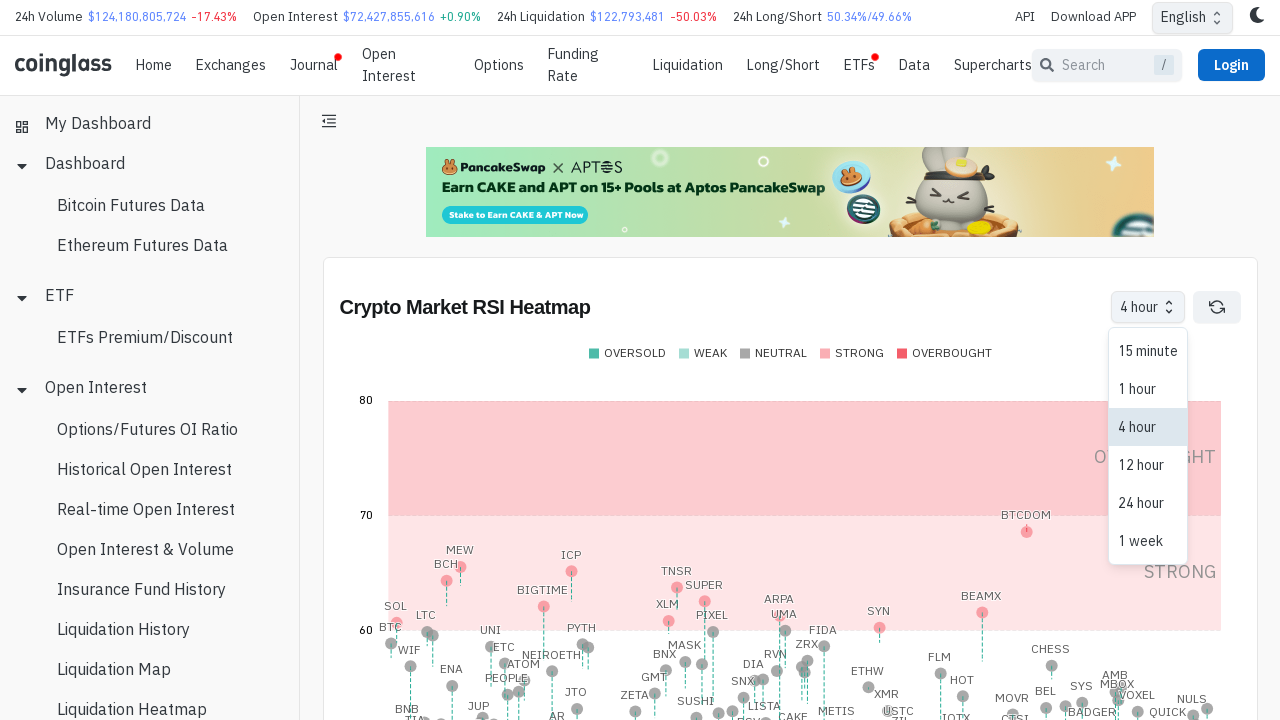 24h Volume $124,180,805,724 -17.43% Open Interest $72,427,855,616 +0.90% 24h Liquidation $122,793,481 -50.03% 24h Long/Short 50.34%/49.66% API Download APP English
coinglass Home Exchanges Journal Open Interest Options Funding Rate Liquidation Long/Short ETFs Data Supercharts Search / Login
My Dashboard
Dashboard
Bitcoin Futures Data
Ethereum Futures Data
ETF
ETFs Premium/Discount
Open Interest
Options/Futures OI Ratio
Historical Open Interest
Real-time Open Interest
Open Interest & Volume
Insurance Fund History
Liquidation History
Liquidation Map
Liquidation Heatmap
PancakeSwap X APTOS
Earn CAKE and APT on 15+ Pools at Aptos PancakeSwap
Stake to Earn CAKE & APT Now
Crypto Market RSI Heatmap
4 hour
15 minute
1 hour
4 hour
12 hour
24 hour
1 week
OVERSOLD WEAK NEUTRAL STRONG OVERBOUGHT
80
70
BTCDOM
MEW
BCH
ICP
STRONG
TNSR
SUPER
BIGTIME
SOL
LTC
XLM
PIXEL
ARPA
UMA
SYN
BEAMX
60
BTC
UNI
PYTH
FIDA
WIF
ETC
NEIROETH
MASK
BNX
RVN
ZRX
CHESS
ENA
ATOM
PEOPLE
GMT
DIA
ETHW
FLM
HOT
AMB
MBOX
SYS
BEL
VOXEL
NULS
BNB
JUP
JTO
ZETA
SUSHI
SNX
LISTA
METIS
XMR
USTC
MOVR
BADGER
QUICK
AR
CAKE
IOTX
CTSI